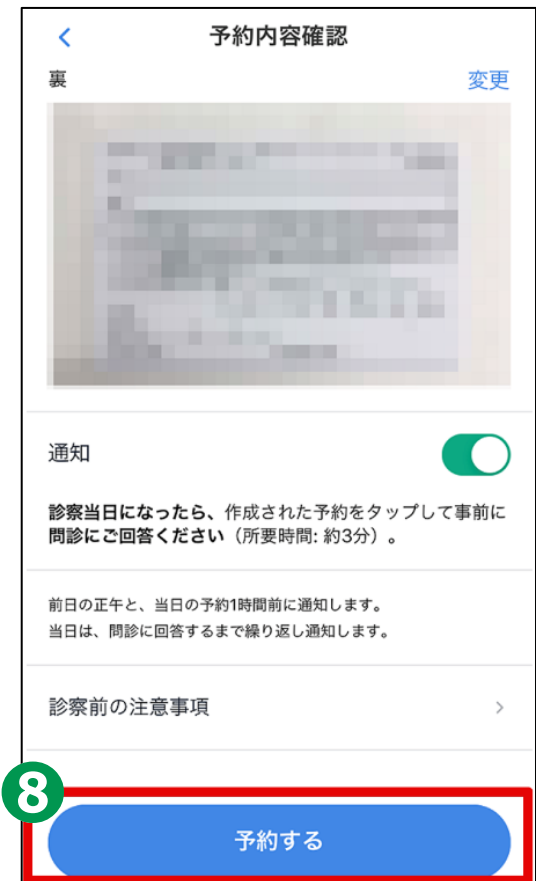 予約内容確認
裏
変更
通知
診察当日になったら、作成された予約をタップして事前に
問診にご回答ください（所要時間: 約3分）。
前日の正午と、当日の予約1時間前に通知します。
当日は、問診に回答するまで繰り返し通知します。
診察前の注意事項
8
予約する